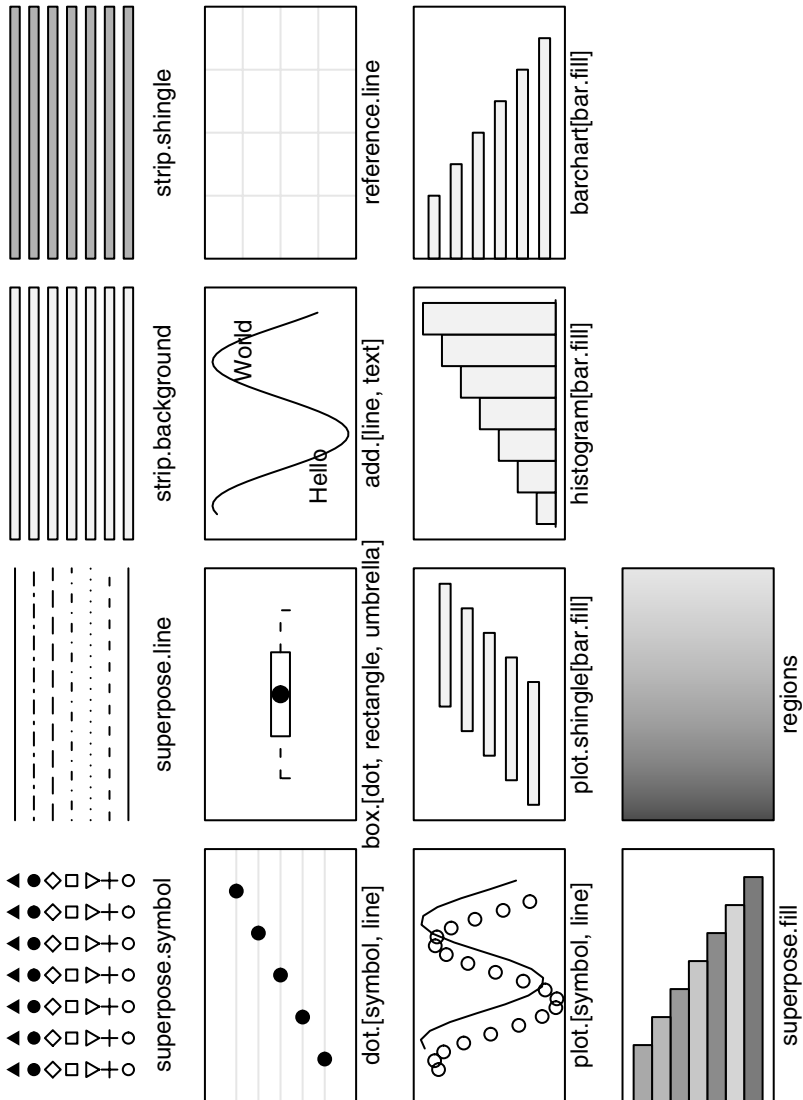 superpose.symbol
superpose.line
strip.background
strip.shingle
dot.[symbol, line]
box.[dot, rectangle, umbrella]
add.[line, text]
Hello
World
reference.line
plot.[symbol, line]
plot.shingle[bar.fill]
histogram[bar.fill]
barchart[bar.fill]
superpose.fill
regions